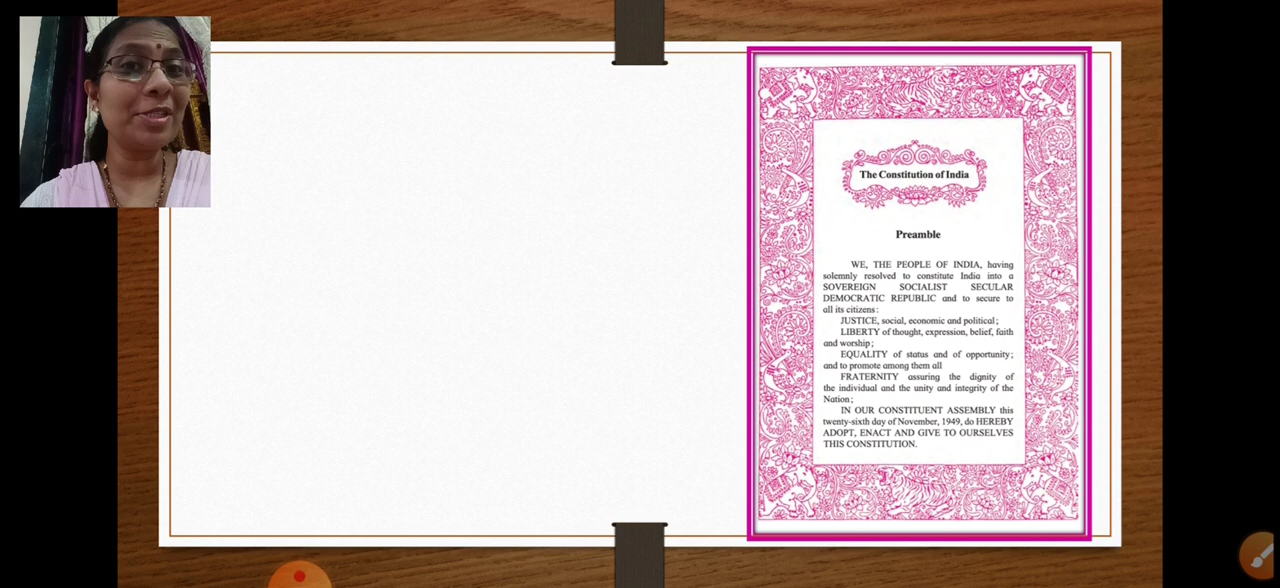 The Constitution of India
Preamble
WE, THE PEOPLE OF INDIA, having
solemnly resolved to constitute India into a
SOVEREIGN SOCIALIST SECULAR
DEMOCRATIC REPUBLIC and to secure to
all its citizens :
JUSTICE, social, economic and political ;
LIBERTY of thought, expression, belief, faith
and worship ;
EQUALITY of status and of opportunity ;
and to promote among them all
FRATERNITY assuring the dignity of
the individual and the unity and integrity of the
Nation ;
IN OUR CONSTITUENT ASSEMBLY this
twenty-sixth day of November, 1949, do HEREBY
ADOPT, ENACT AND GIVE TO OURSELVES
THIS CONSTITUTION.